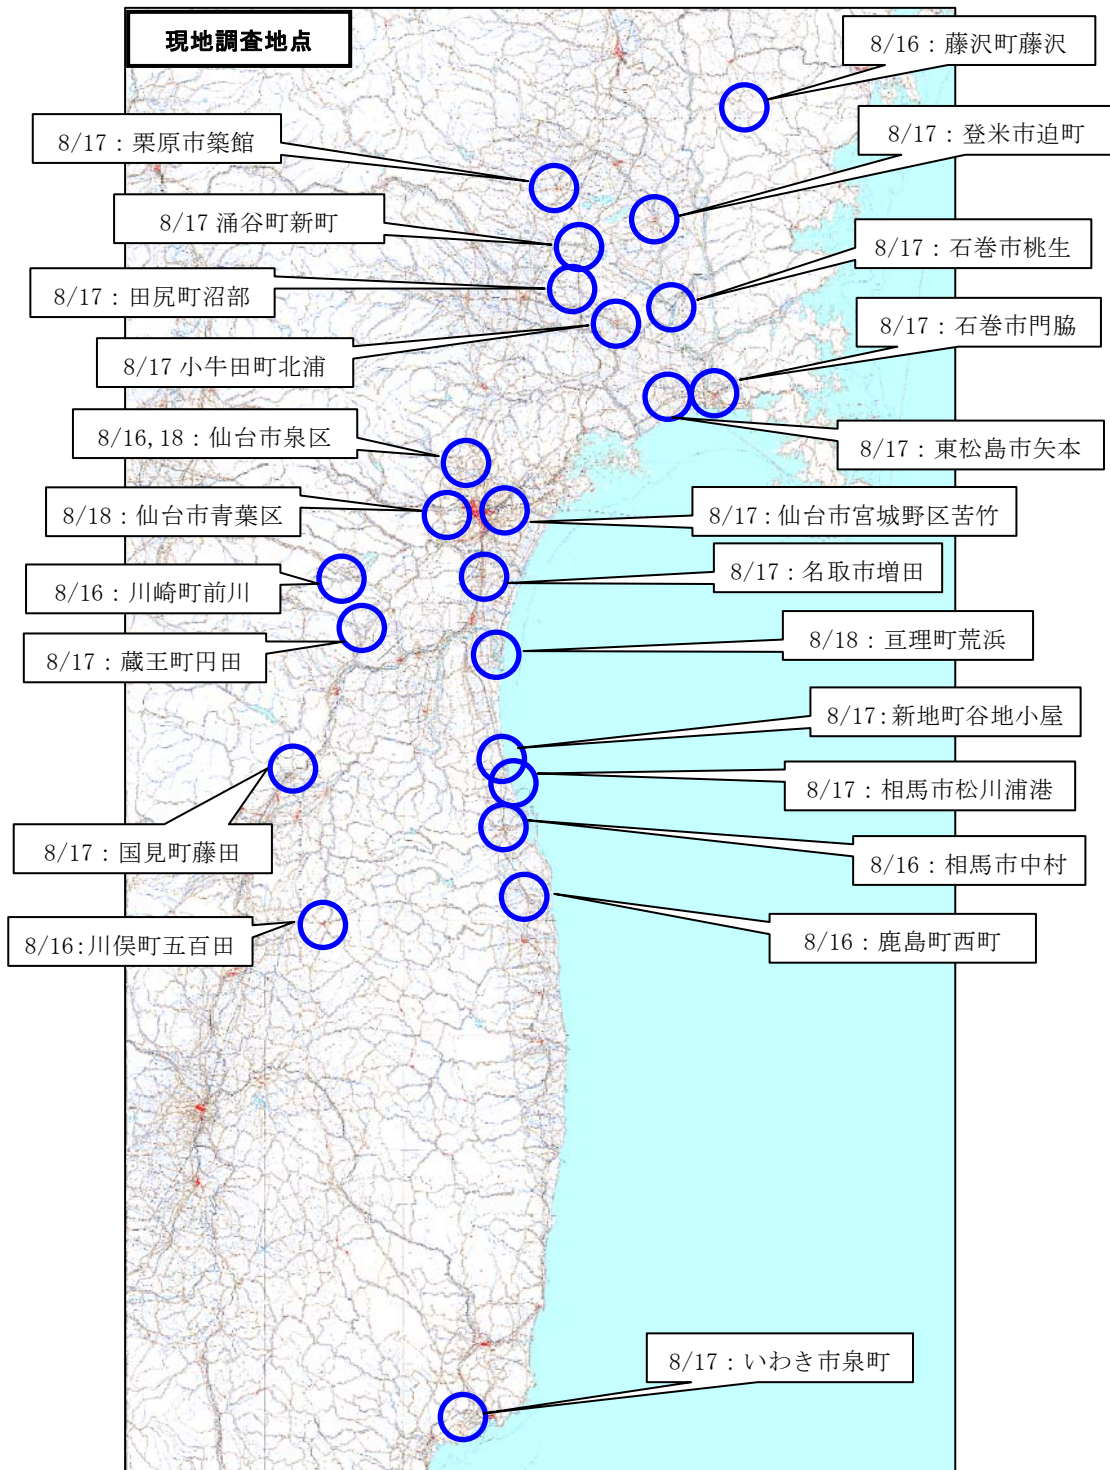 現地調査地点
8/16：藤沢町藤沢
8/17：栗原市築館
8/17：登米市迫町
8/17 涌谷町新町
8/17：石巻市桃生
8/17：田尻町沼部
8/17：石巻市門脇
8/17 小牛田町北浦
8/16,18：仙台市泉区
8/17：東松島市矢本
8/18：仙台市青葉区
8/17：仙台市宮城野区苦竹
8/16：川崎町前川
8/17：名取市増田
8/17：蔵王町円田
8/18：亘理町荒浜
8/17：新地町谷地小屋
8/17：相馬市松川浦港
8/17：国見町藤田
8/16：相馬市中村
8/16：川俣町五百田
8/16：鹿島町西町
8/17：いわき市泉町